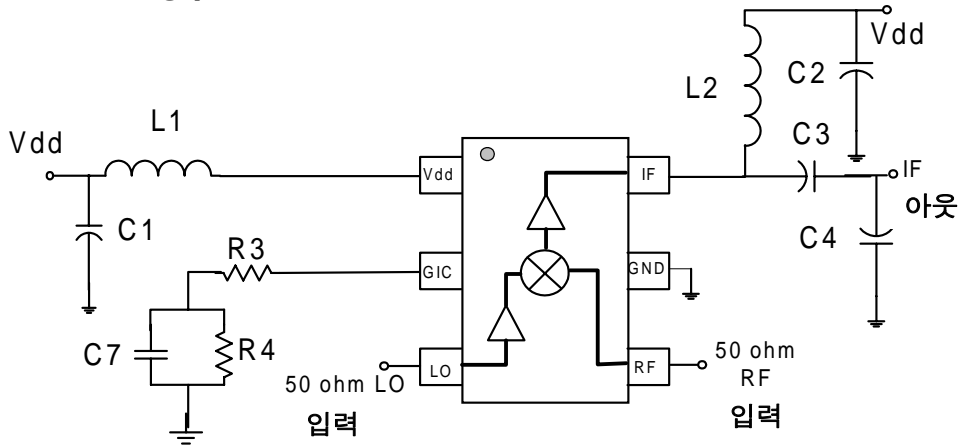 Vdd
L2
C2
L1
C3
Vdd
Vdd
IF
IF
아웃
C1
C4
R3
GIC
GND
C7
R4
LO
RF
50 ohm LO
입력
50 ohm
RF
입력